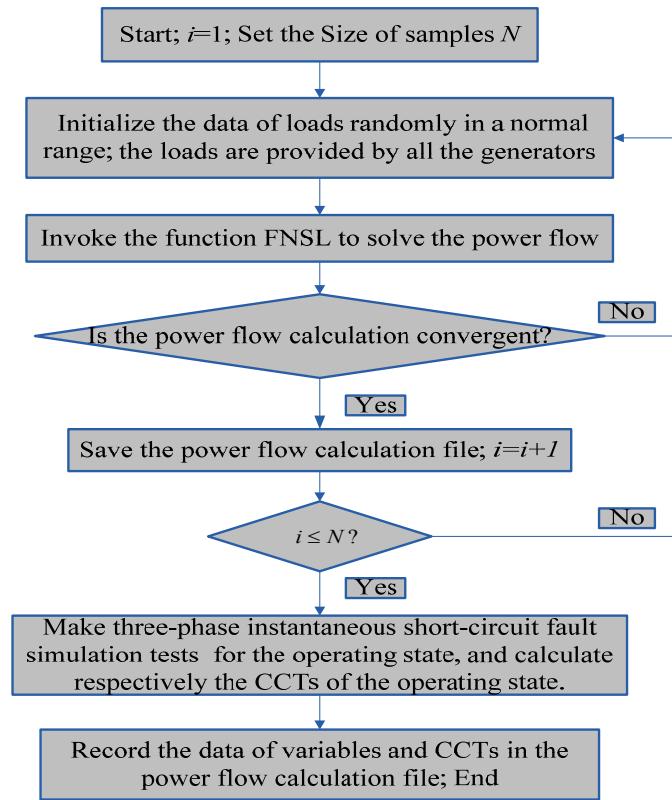 Start; i=1; Set the Size of samples N
Initialize the data of loads randomly in a normal
range; the loads are provided by all the generators
Invoke the function FNSL to solve the power flow
Is the power flow calculation convergent?
No
Yes
Save the power flow calculation file; i=i+1
i ≤ N ?
No
Yes
Make three-phase instantaneous short-circuit fault
simulation tests for the operating state, and calculate
respectively the CCTs of the operating state.
Record the data of variables and CCTs in the
power flow calculation file; End